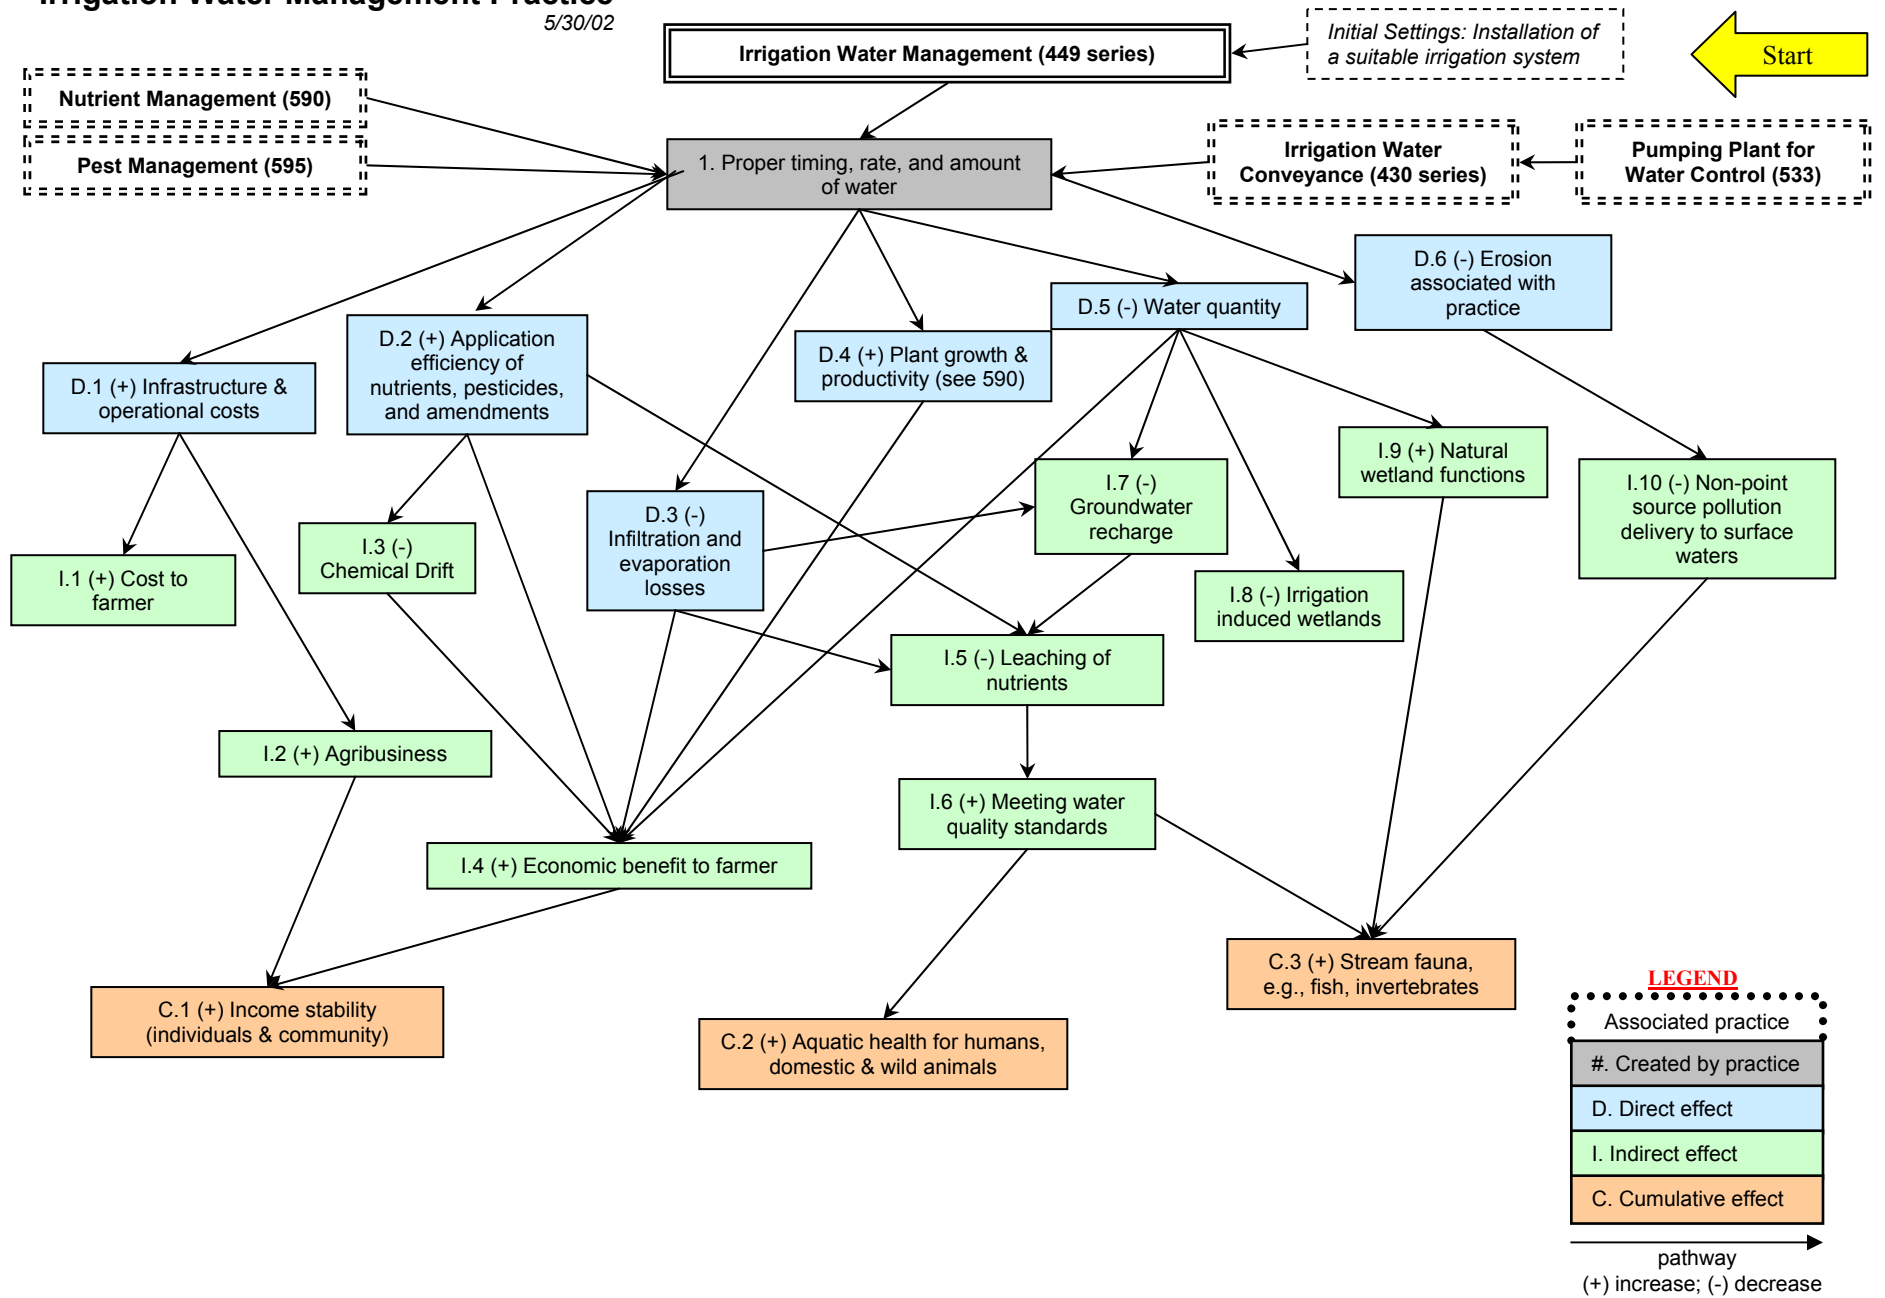 Irrigation Water Management Practice
5/30/02
Irrigation Water Management (449 series)
Initial Settings: Installation of
a suitable irrigation system
Start
Nutrient Management (590)
Pest Management (595)
1. Proper timing, rate, and amount
of water
Irrigation Water
Conveyance (430 series)
Pumping Plant for
Water Control (533)
D.6 (-) Erosion
associated with
practice
D.5 (-) Water quantity
D.2 (+) Application
efficiency of
nutrients, pesticides,
and amendments
D.4 (+) Plant growth &
productivity (see 590)
D.1 (+) Infrastructure &
operational costs
I.9 (+) Natural
wetland functions
I.7 (-)
Groundwater
recharge
I.10 (-) Non-point
source pollution
delivery to surface
waters
D.3 (-)
Infiltration and
evaporation
losses
I.3 (-)
Chemical Drift
I.1 (+) Cost to
farmer
I.8 (-) Irrigation
induced wetlands
I.5 (-) Leaching of
nutrients
I.2 (+) Agribusiness
I.6 (+) Meeting water
quality standards
I.4 (+) Economic benefit to farmer
C.3 (+) Stream fauna,
e.g., fish, invertebrates
C.1 (+) Income stability
(individuals & community)
C.2 (+) Aquatic health for humans,
domestic & wild animals
LEGEND
Associated practice
#. Created by practice
D. Direct effect
I. Indirect effect
C. Cumulative effect
pathway
(+) increase; (-) decrease